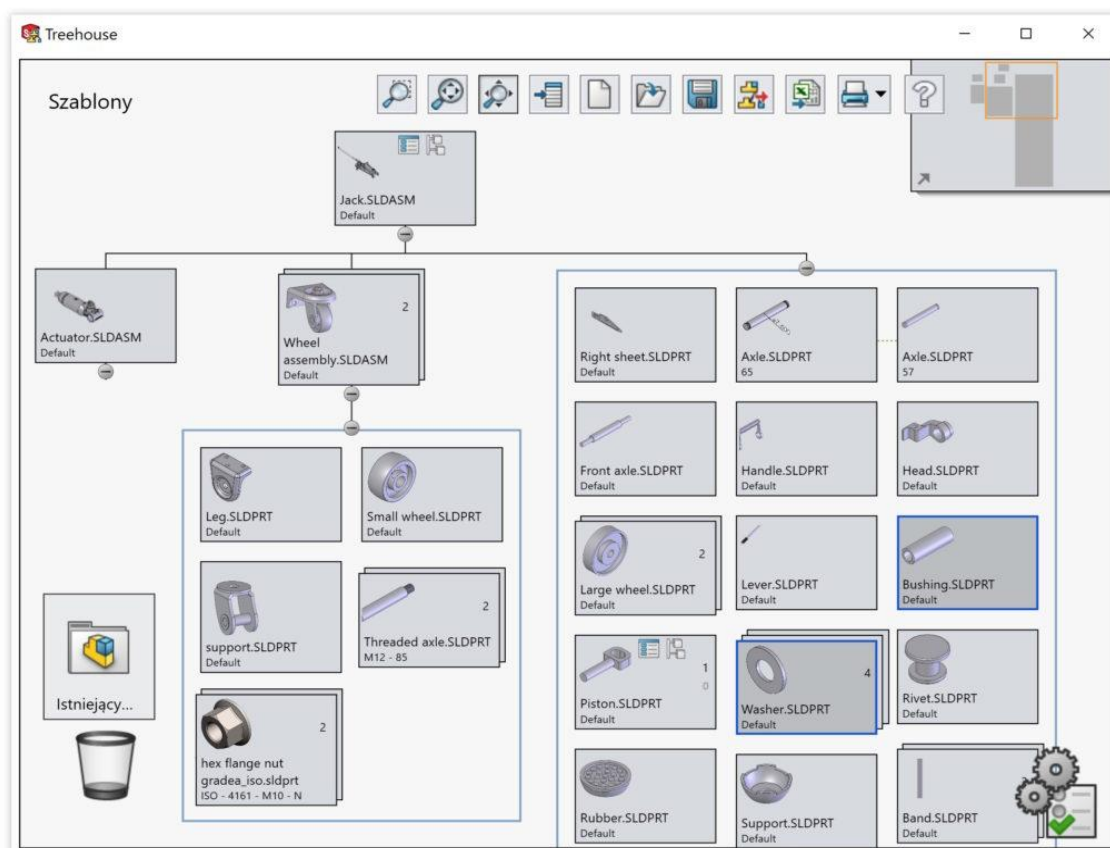 Treehouse
Szablony
Jack.SLDASM
Default
Actuator.SLDASM
Default
2
Wheel
assembly.SLDASM
Default
Right sheet.SLDPRT
Default
Axle.SLDPRT
65
Axle.SLDPRT
57
Front axle.SLDPRT
Default
Handle.SLDPRT
Default
Head.SLDPRT
Default
Leg.SLDPRT
Default
Small wheel.SLDPRT
Default
2
Large wheel.SLDPRT
Default
Lever.SLDPRT
Default
Bushing.SLDPRT
Default
support.SLDPRT
Default
2
Threaded axle.SLDPRT
M12 - 85
1
0
Piston.SLDPRT
Default
4
Washer.SLDPRT
Default
Rivet.SLDPRT
Default
Istniejący...
2
hex flange nut
gradea_iso.sldprt
ISO - 4161 - M10 - N
Rubber.SLDPRT
Default
Support.SLDPRT
Default
Band.SLDPRT
Default